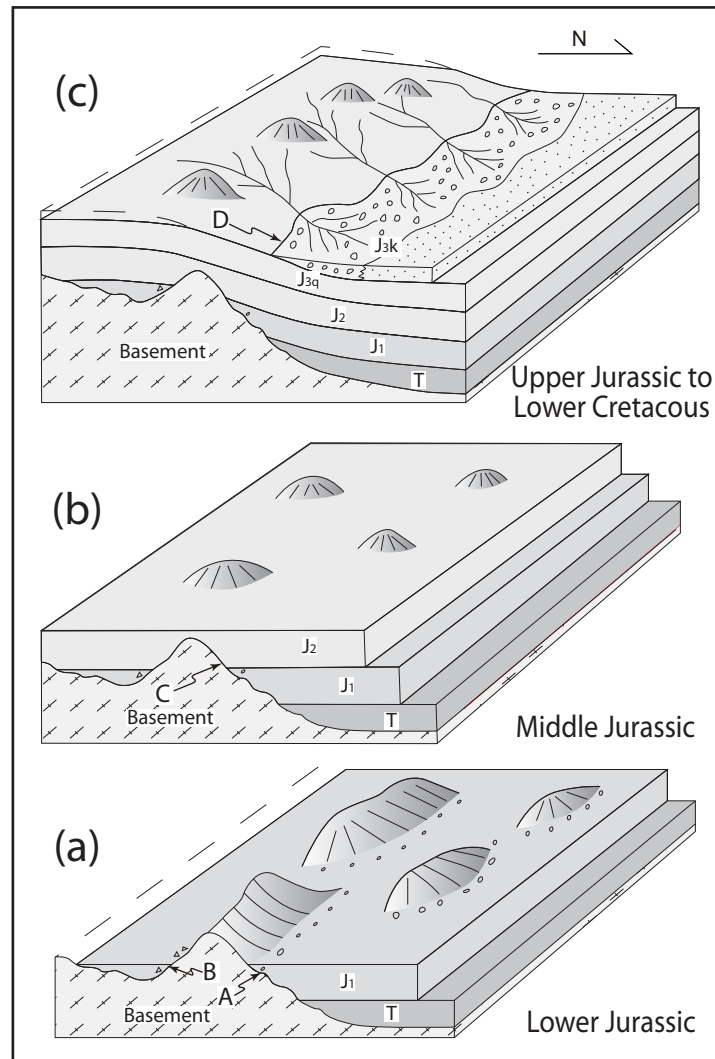 N
(c)
D
J3k
J3q
J2
J1
Basement
T
Upper Jurassic to
Lower Cretacous
(b)
J2
C
J1
Basement
T
Middle Jurassic
(a)
B
A
J1
Basement
T
Lower Jurassic